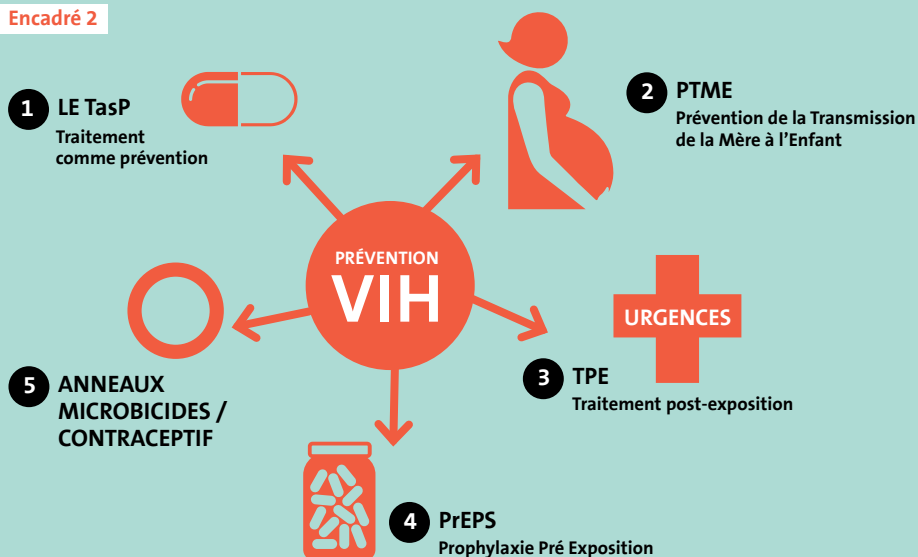 Encadré 2
1 LE TasP
Traitement
comme prévention
2 PTME
Prévention de la Transmission
de la Mère à l'Enfant
PRÉVENTION
VIH
URGENCES
3 TPE
Traitement post-exposition
5 ANNEAUX
MICROBICIDES /
CONTRACEPTIF
4 PrEPS
Prophylaxie Pré Exposition